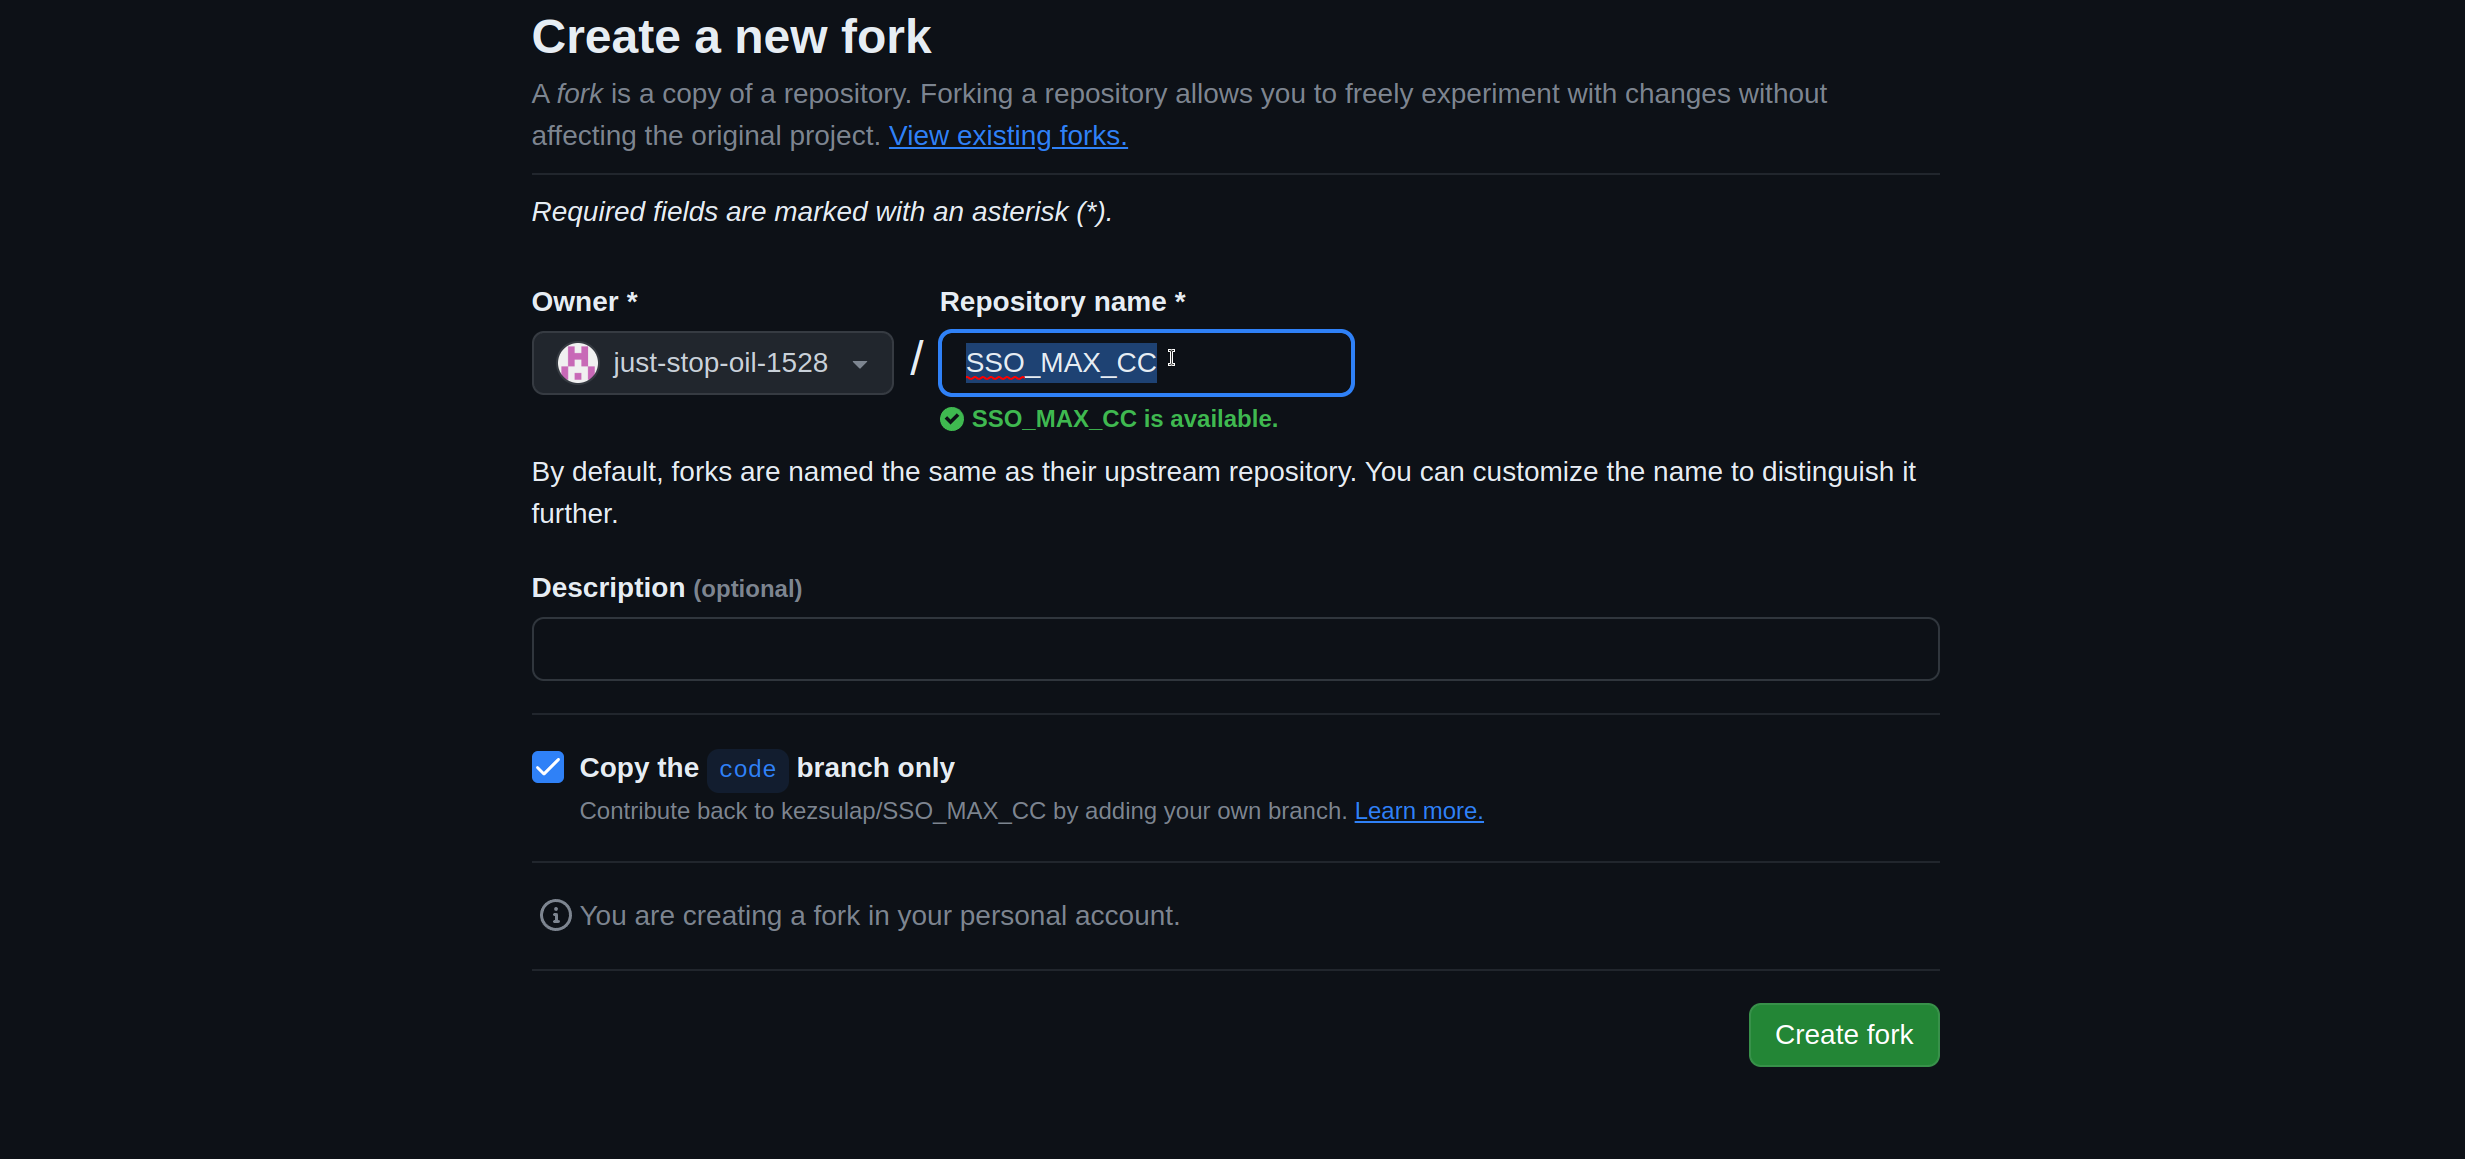 Create a new fork
A fork is a copy of a repository. Forking a repository allows you to freely experiment with changes without
affecting the original project. View existing forks.
Required fields are marked with an asterisk (*).
Owner * Repository name *
just-stop-oil-1528 / SSO_MAX_CC
SSO_MAX_CC is available.
By default, forks are named the same as their upstream repository. You can customize the name to distinguish it
further.
Description (optional)
Copy the code branch only
Contribute back to kezsulap/SSO_MAX_CC by adding your own branch. Learn more.
You are creating a fork in your personal account.
Create fork